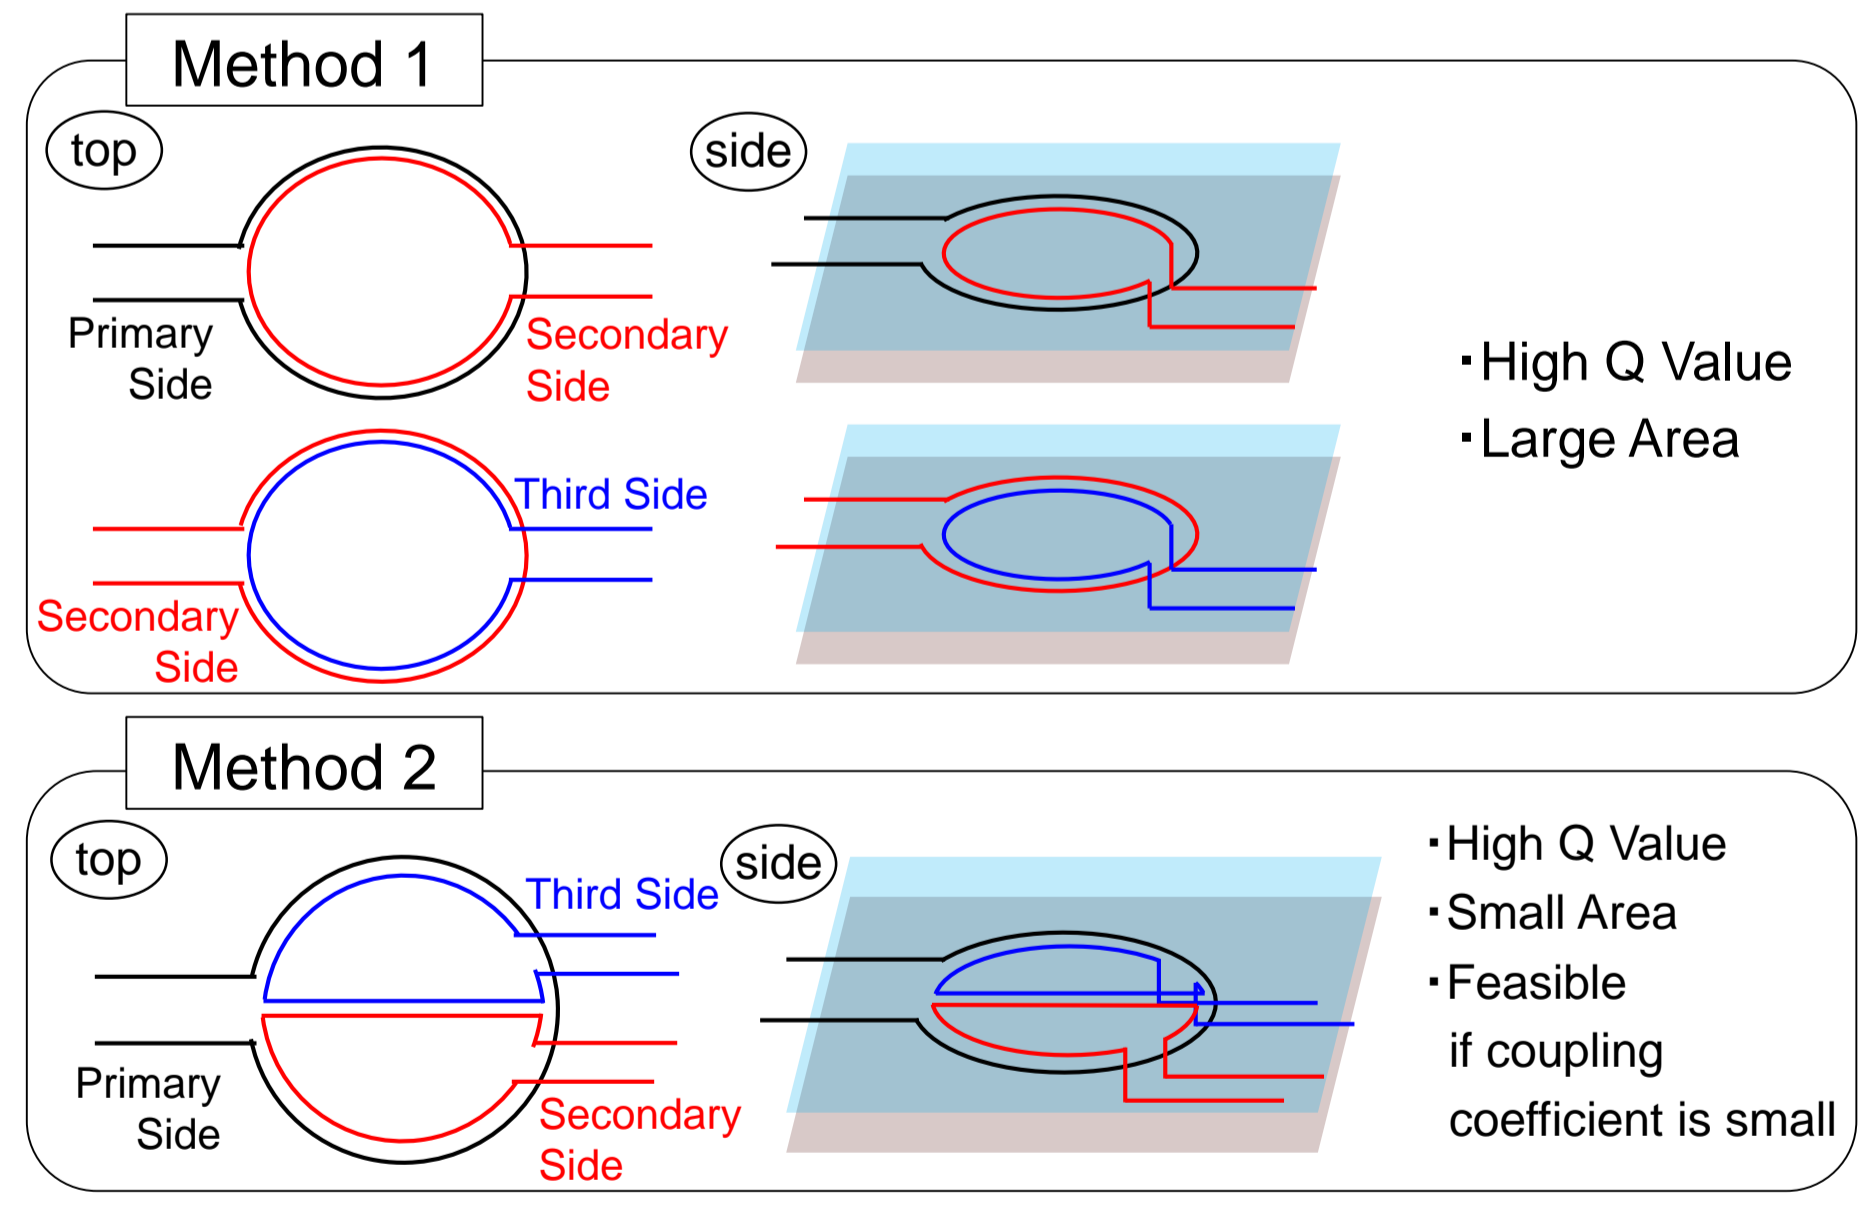 Method 1
top
side
Primary
Side
Secondary
Side
・High Q Value
・Large Area
Third Side
Secondary
Side
Method 2
top
side
Third Side
Primary
Side
Secondary
Side
・High Q Value
・Small Area
・Feasible
if coupling
coefficient is small